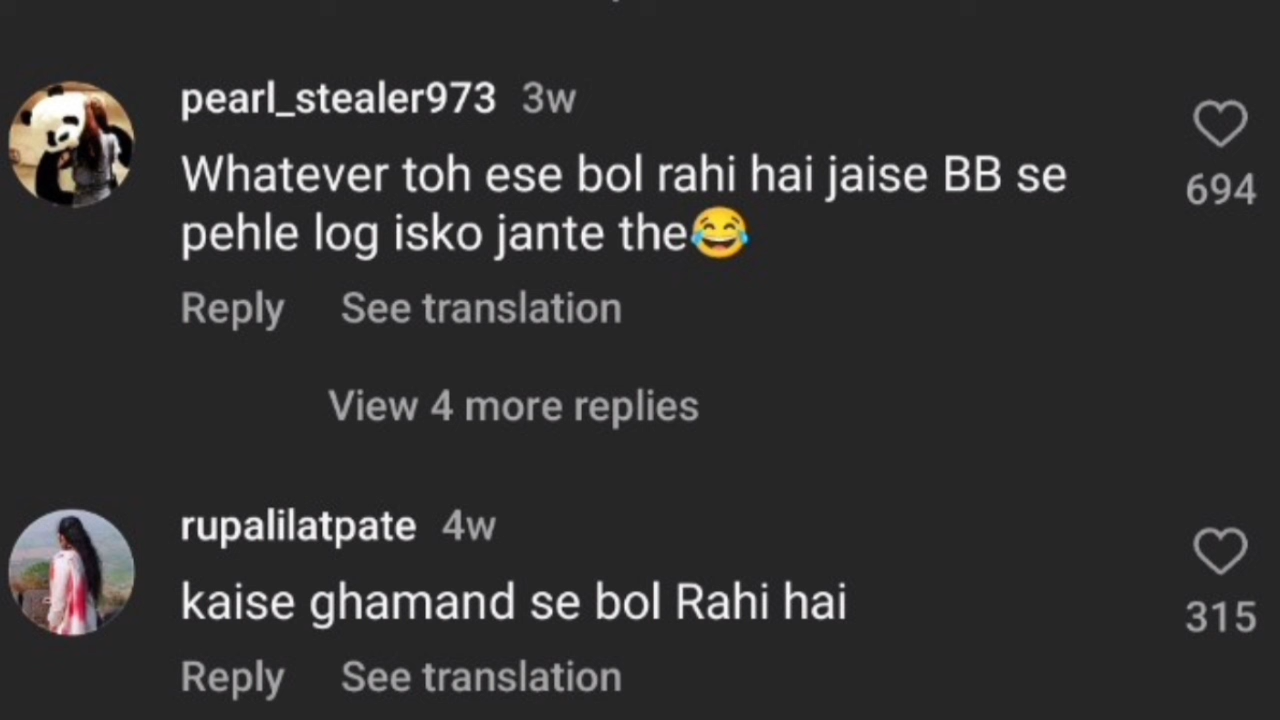 pearl_stealer973 3w
Whatever toh ese bol rahi hai jaise BB se
pehle log isko jante the😂
694
Reply See translation
View 4 more replies
rupalilatpate 4w
kaise ghamand se bol Rahi hai
315
Reply See translation